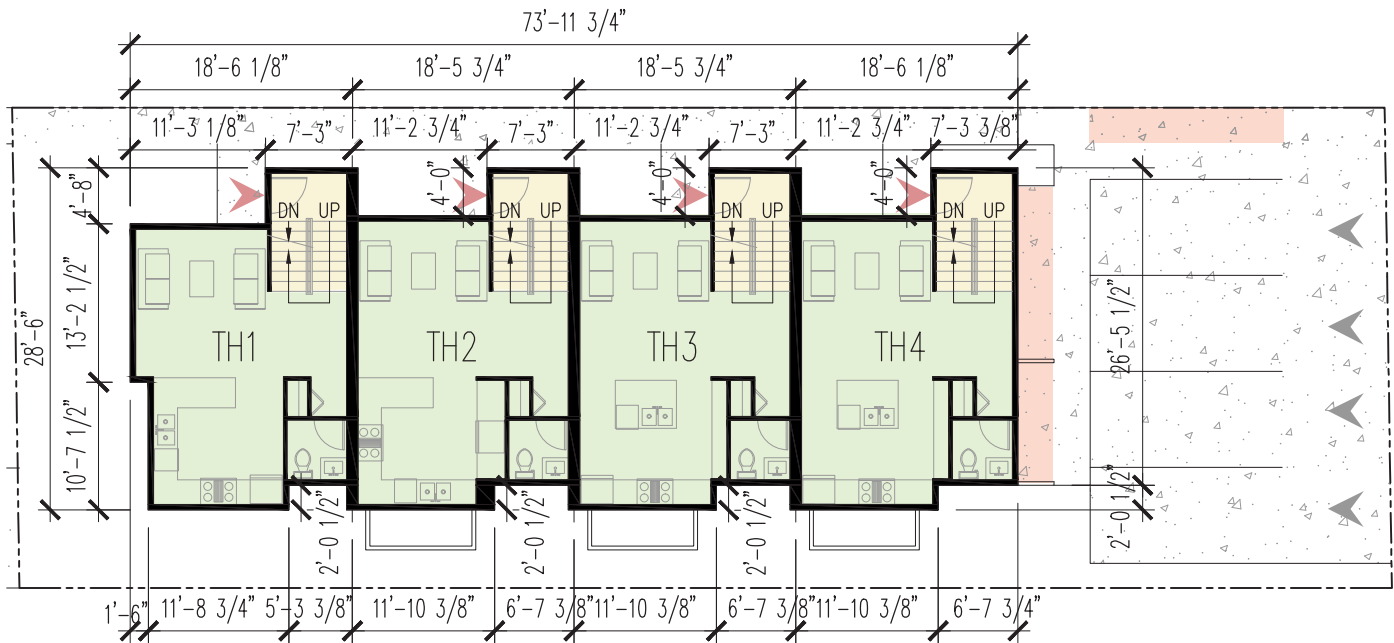 73'-11 3/4"
18'-6 1/8" 18'-5 3/4" 18'-5 3/4" 18'-6 1/8"
11'-3 1/8" 7'-3" 11'-2 3/4" 7'-3" 11'-2 3/4" 7'-3" 11'-2 3/4" 7'-3 3/8"
4'-8" 4'-0" 4'-0" 4'-0"
DN UP DN UP DN UP DN UP
28'-6" 13'-2 1/2" 26'-5 1/2"
TH1 TH2 TH3 TH4
10'-7 1/2" 2'-0 1/2" 2'-0 1/2" 2'-0 1/2" 2'-0 1/2"
1'-6" 11'-8 3/4" 5'-3 3/8" 11'-10 3/8" 6'-7 3/8" 11'-10 3/8" 6'-7 3/8" 11'-10 3/8" 6'-7 3/4"